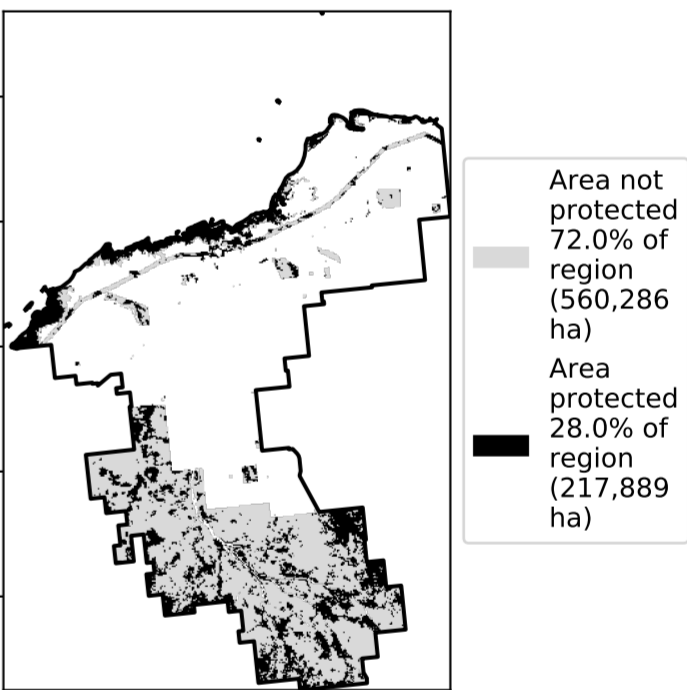 Area not
protected
72.0% of
region
(560,286
ha)
Area
protected
28.0% of
region
(217,889
ha)